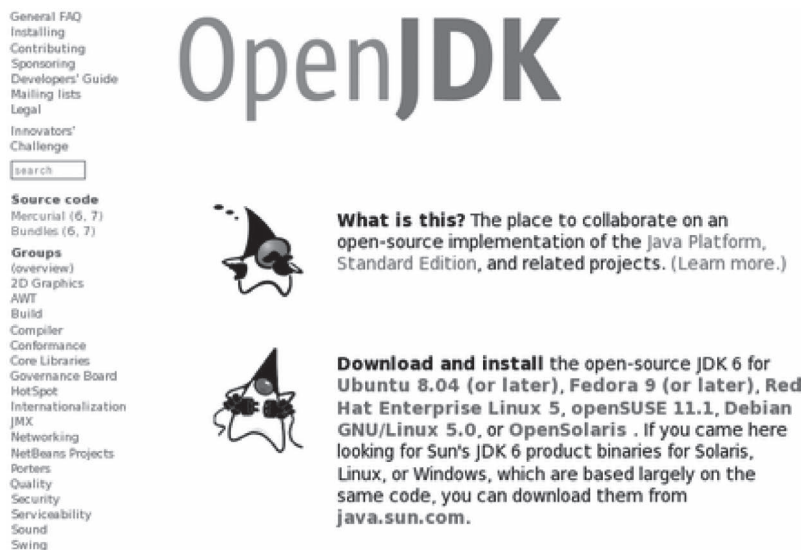 General FAQ
Installing
Contributing
Sponsoring
Developers' Guide
Mailing lists
Legal
Innovators'
Challenge
search
Source code
Mercurial (6, 7)
Bundles (6, 7)
Groups
(overview)
2D Graphics
AWT
Build
Compiler
Conformance
Core Libraries
Governance Board
HotSpot
Internationalization
JMX
Networking
NetBeans Projects
Porters
Quality
Security
Serviceability
Sound
Swing
OpenJDK
What is this? The place to collaborate on an
open-source implementation of the Java Platform,
Standard Edition, and related projects. (Learn more.)
Download and install the open-source JDK 6 for
Ubuntu 8.04 (or later), Fedora 9 (or later), Red
Hat Enterprise Linux 5, openSUSE 11.1, Debian
GNU/Linux 5.0, or OpenSolaris . If you came here
looking for Sun's JDK 6 product binaries for Solaris,
Linux, or Windows, which are based largely on the
same code, you can download them from
java.sun.com.